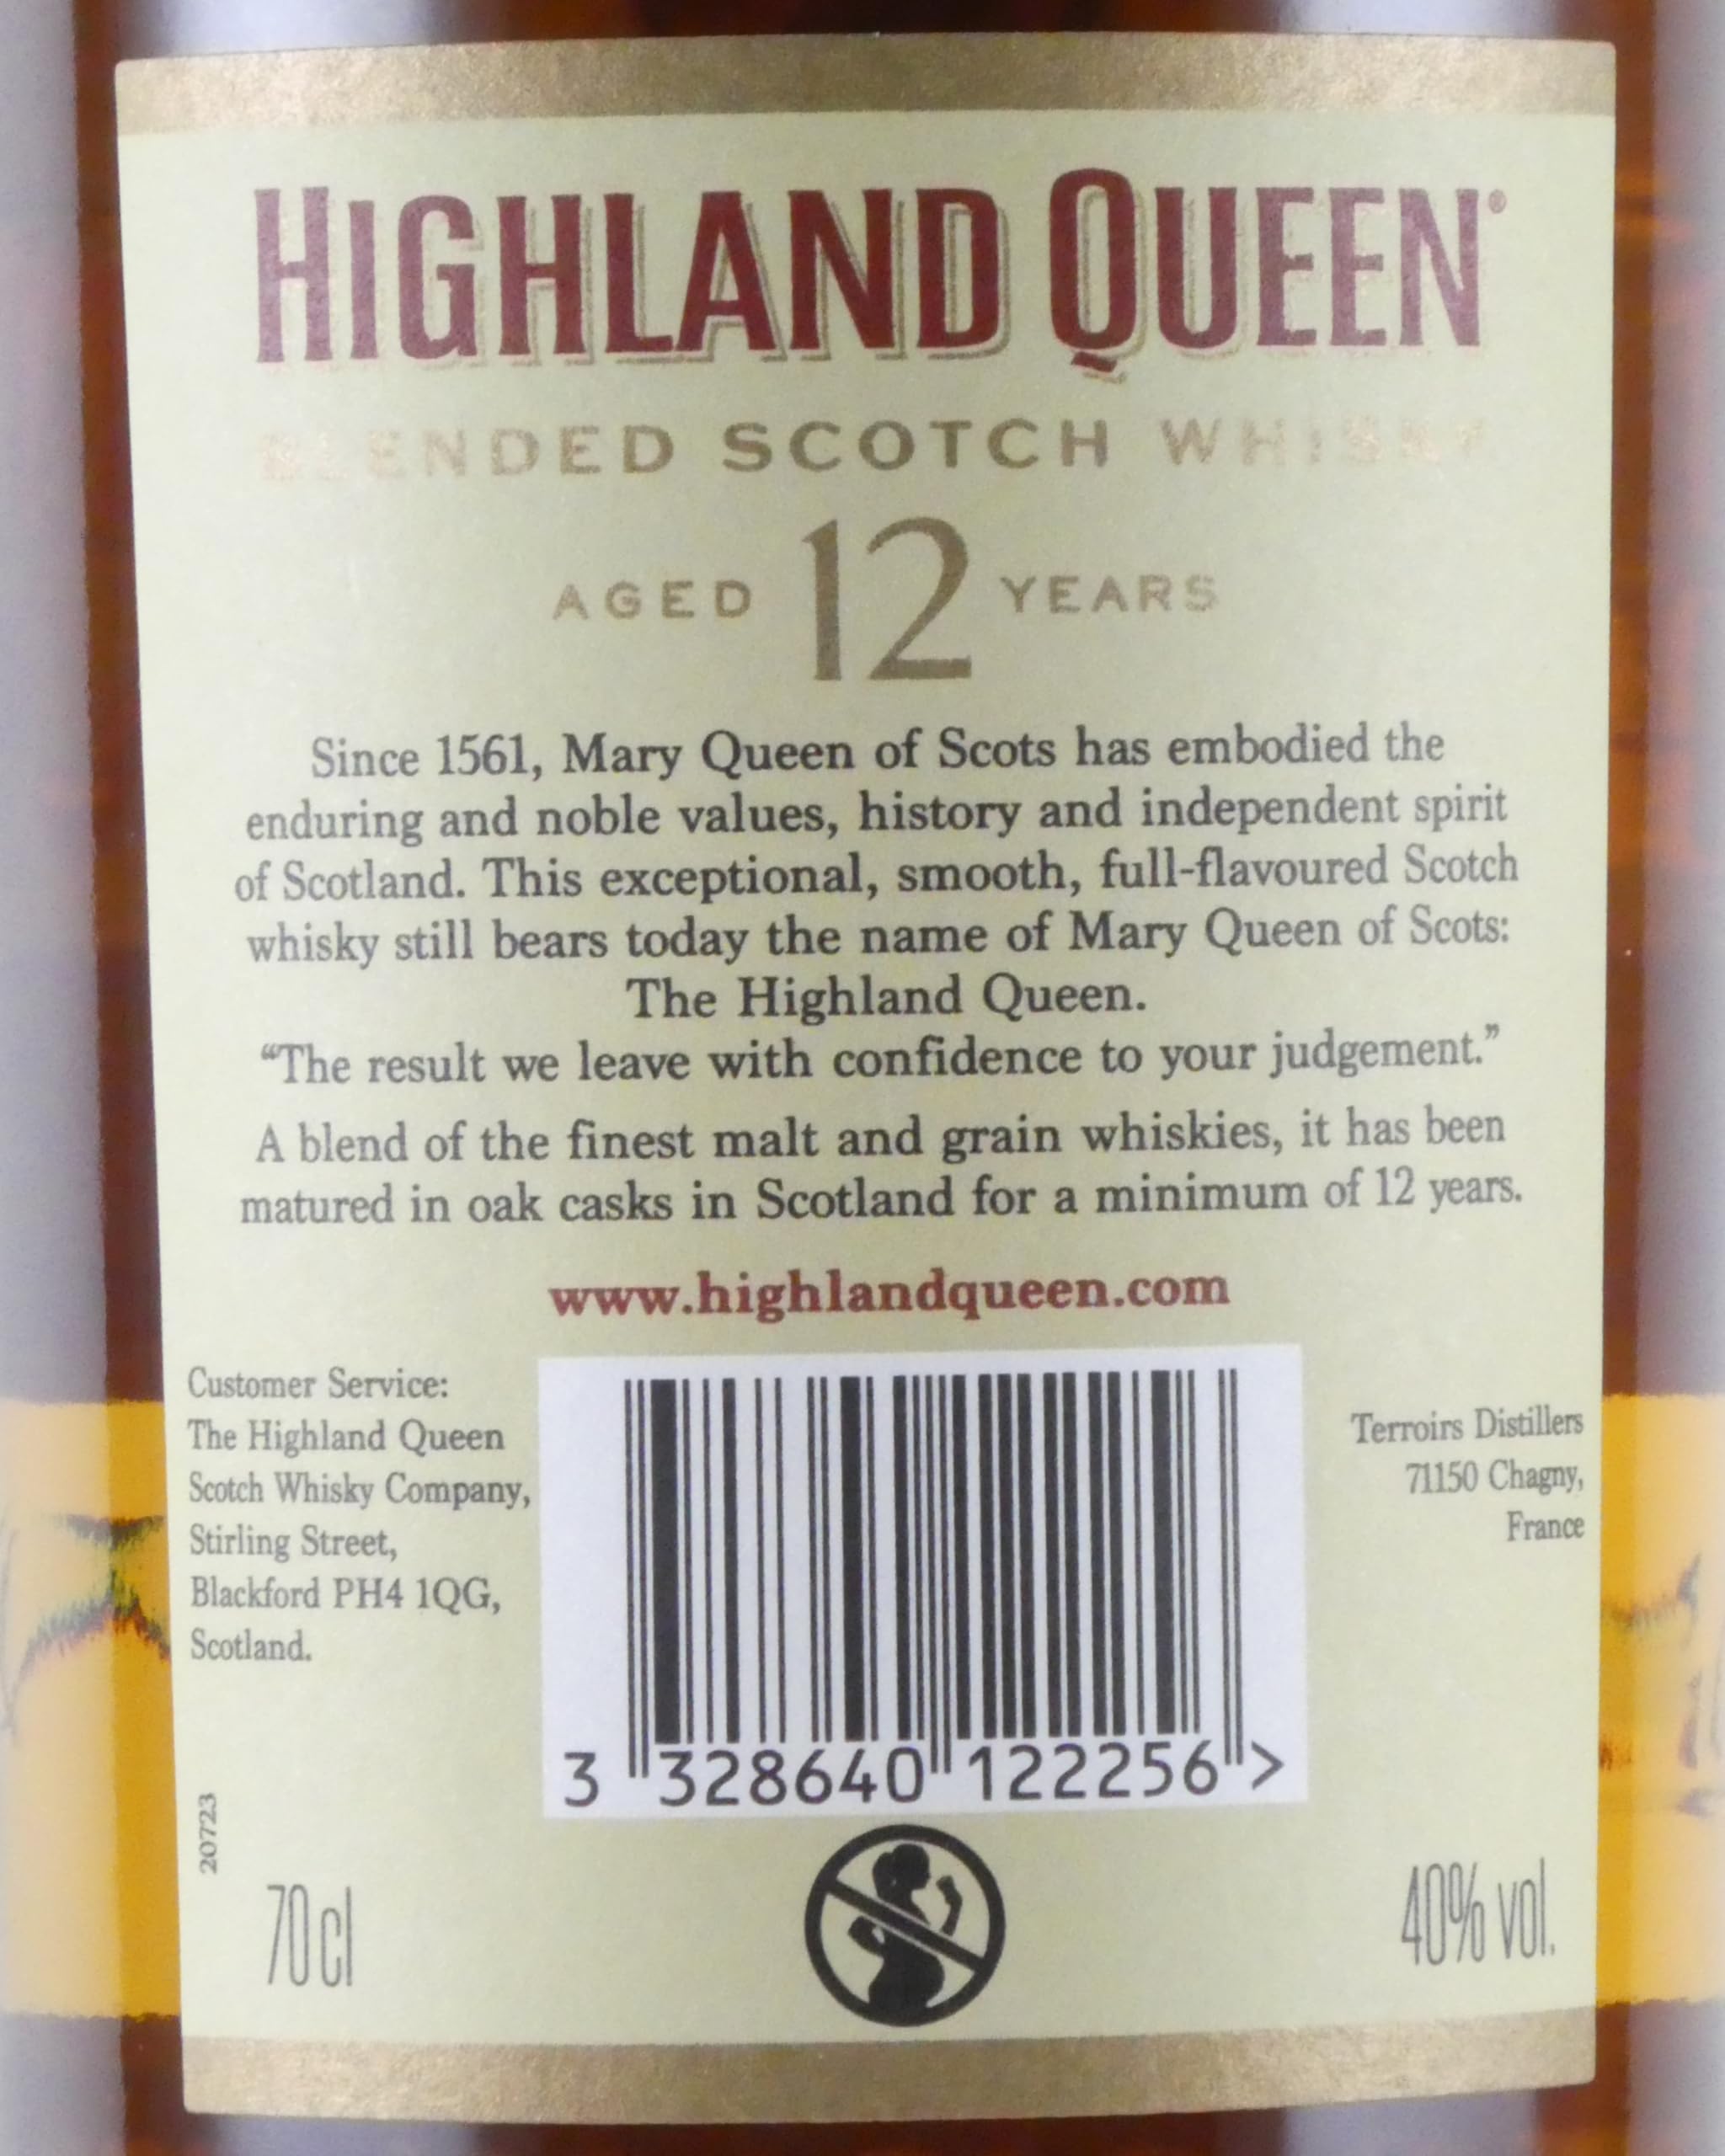 HIGHLAND QUEEN®
BLENDED SCOTCH WHISKY
AGED 12 YEARS
Since 1561, Mary Queen of Scots has embodied the
enduring and noble values, history and independent spirit
of Scotland. This exceptional, smooth, full-flavoured Scotch
whisky still bears today the name of Mary Queen of Scots:
The Highland Queen.
“The result we leave with confidence to your judgement.”
A blend of the finest malt and grain whiskies, it has been
matured in oak casks in Scotland for a minimum of 12 years.
www.highlandqueen.com
Customer Service:
The Highland Queen
Scotch Whisky Company,
Stirling Street,
Blackford PH4 1QG,
Scotland.
Terroirs Distillers
71150 Chagny,
France
3 328640 122256 >
20723
70cl
40% vol.